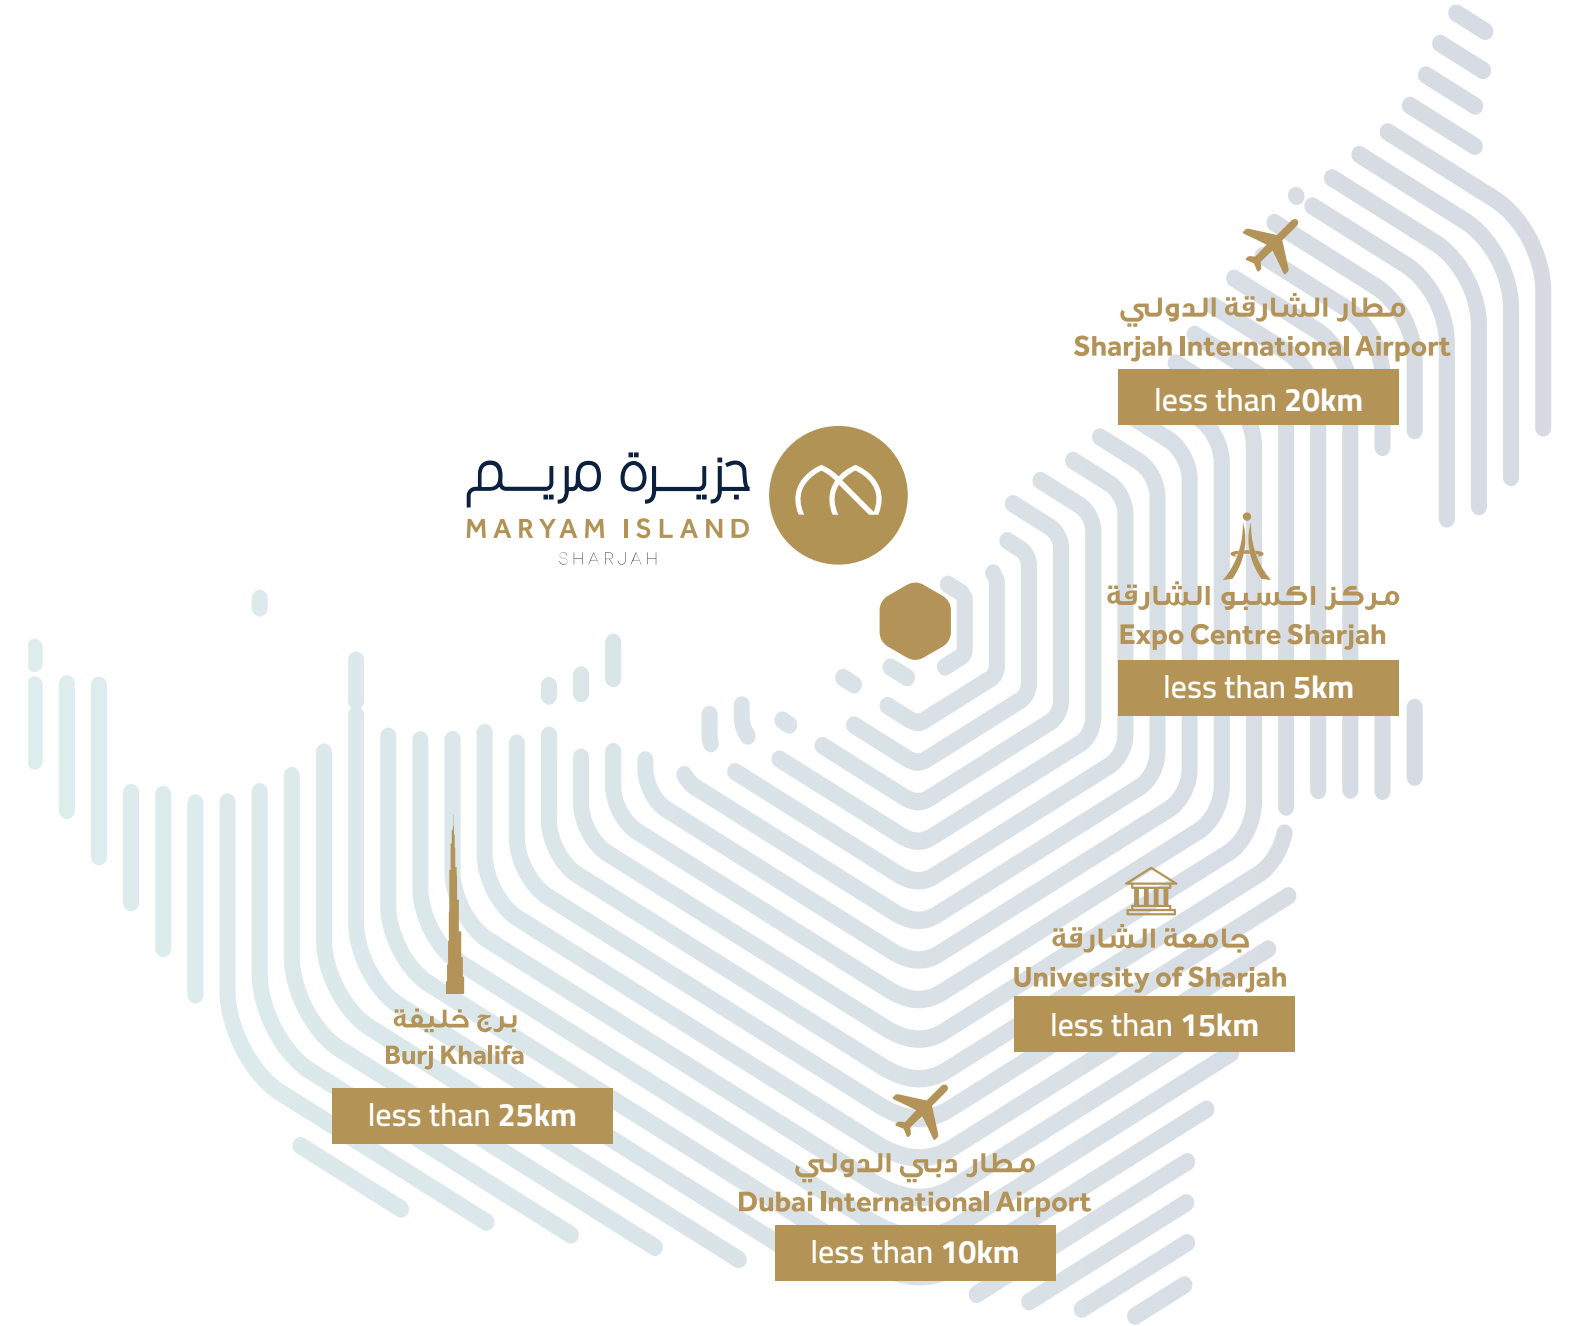 مطار الشارقة الدولي
Sharjah International Airport
less than 20km
جزيرة مريم
MARYAM ISLAND
SHARJAH
مركز اكسبو الشارقة
Expo Centre Sharjah
less than 5km
جامعة الشارقة
University of Sharjah
less than 15km
برج خليفة
Burj Khalifa
less than 25km
مطار دبي الدولي
Dubai International Airport
less than 10km